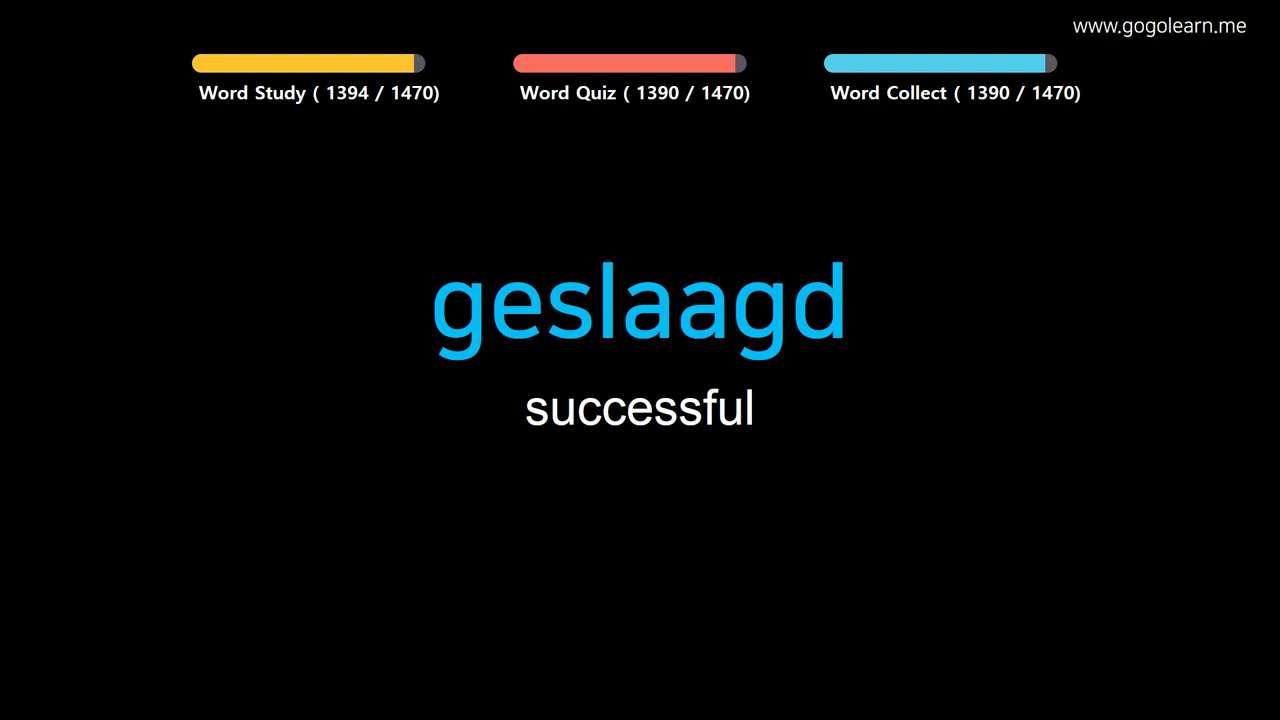 www.gogolearn.me
Word Study ( 1394 / 1470)
Word Quiz ( 1390 / 1470)
Word Collect ( 1390 / 1470)
geslaagd
successful